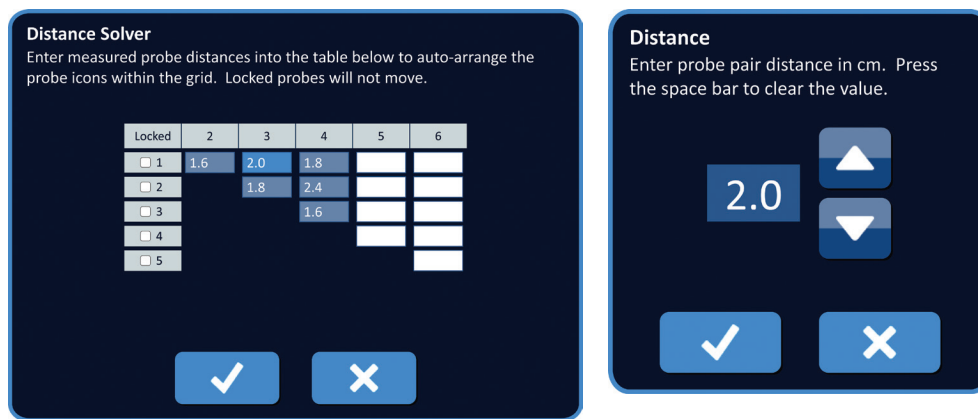 Distance Solver
Enter measured probe distances into the table below to auto-arrange the
probe icons within the grid.  Locked probes will not move.
Locked 2 3 4 5 6
1 1.6 2.0 1.8
2 1.8 2.4
3 1.6
4
5
Distance
Enter probe pair distance in cm.  Press
the space bar to clear the value.
2.0